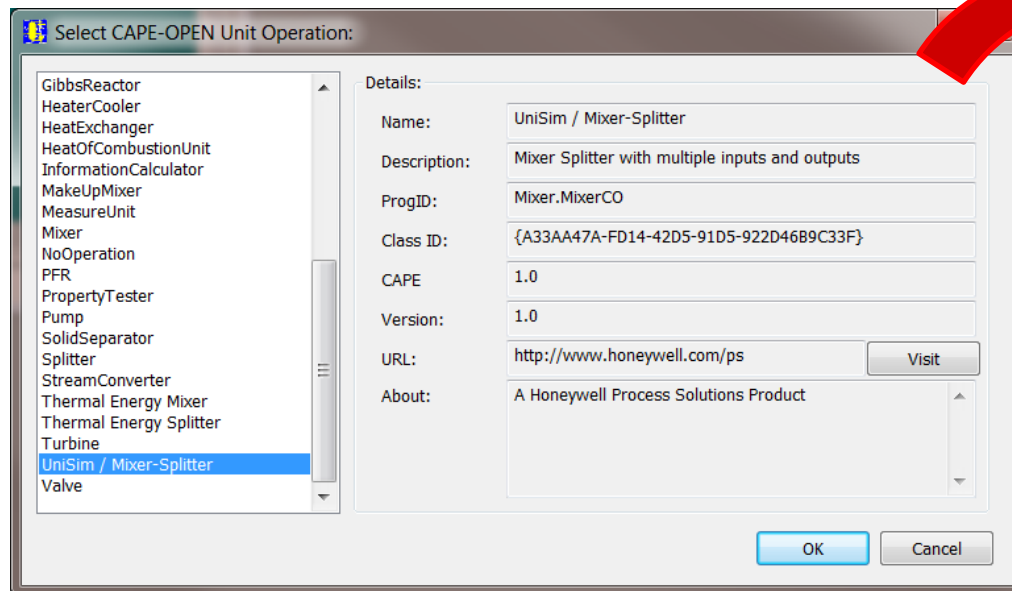 Select CAPE-OPEN Unit Operation:
GibbsReactor
HeaterCooler
HeatExchanger
HeatOfCombustionUnit
InformationCalculator
MakeUpMixer
MeasureUnit
Mixer
NoOperation
PFR
PropertyTester
Pump
SolidSeparator
Splitter
StreamConverter
Thermal Energy Mixer
Thermal Energy Splitter
Turbine
UniSim / Mixer-Splitter
Valve
Details:
Name: UniSim / Mixer-Splitter
Description: Mixer Splitter with multiple inputs and outputs
ProgID: Mixer.MixerCO
Class ID: {A33AA47A-FD14-42D5-91D5-922D46B9C33F}
CAPE 1.0
Version: 1.0
URL: http://www.honeywell.com/ps Visit
About: A Honeywell Process Solutions Product
OK Cancel